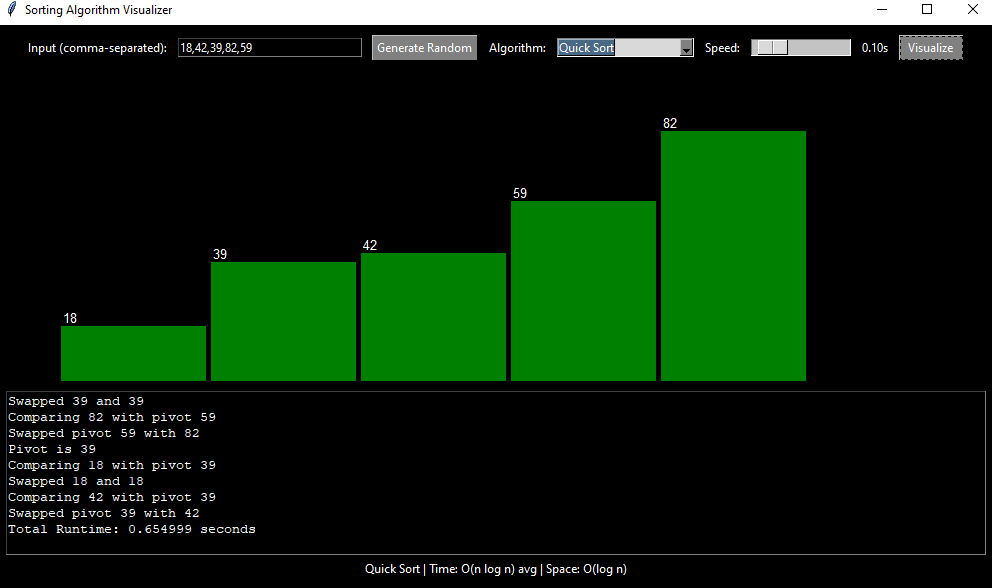 Sorting Algorithm Visualizer
Input (comma-separated): 18,42,39,82,59 Generate Random Algorithm: Quick Sort Speed: 0.10s Visualize
82
59
42
39
18
Swapped 39 and 39
Comparing 82 with pivot 59
Swapped pivot 59 with 82
Pivot is 39
Comparing 18 with pivot 39
Swapped 18 and 18
Comparing 42 with pivot 39
Swapped pivot 39 with 42
Total Runtime: 0.654999 seconds
Quick Sort | Time: O(n log n) avg | Space: O(log n)